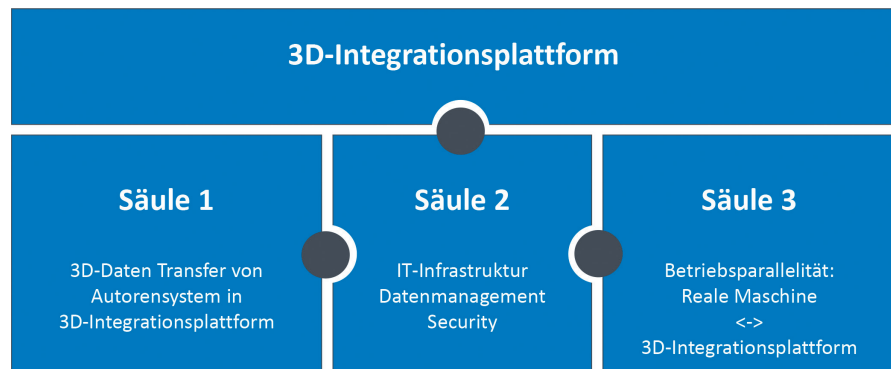 3D-Integrationsplattform
Säule 1
3D-Daten Transfer von
Autorensystem in
3D-Integrationsplattform
Säule 2
IT-Infrastruktur
Datenmanagement
Security
Säule 3
Betriebsparallelität:
Reale Maschine
<->
3D-Integrationsplattform